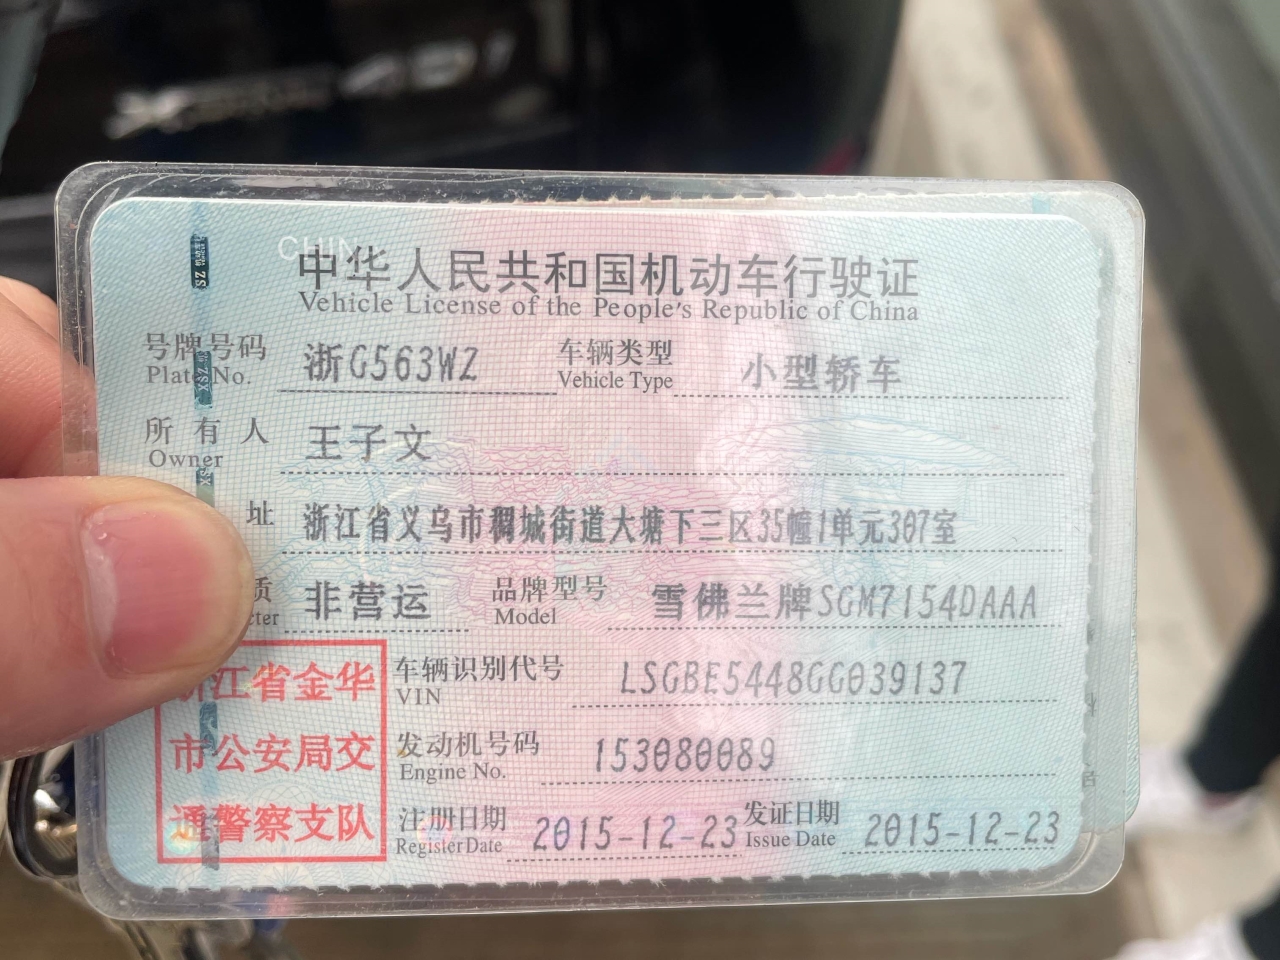 中华人民共和国机动车行驶证
Vehicle License of the People's Republic of China
号牌号码 浙G563WZ 车辆类型 小型轿车
Plate No. Vehicle Type
所有人 王子文
Owner
址 浙江省义乌市稠城街道大塘下三区35幢1单元307室
质 非营运 品牌型号 雪佛兰牌SGM7154DAAA
cter Model
浙江省金华
市公安局交
通警察支队
车辆识别代号 LSGBE5448GG039137
VIN
发动机号码 153080089
Engine No.
注册日期 2015-12-23 发证日期 2015-12-23
Register Date Issue Date